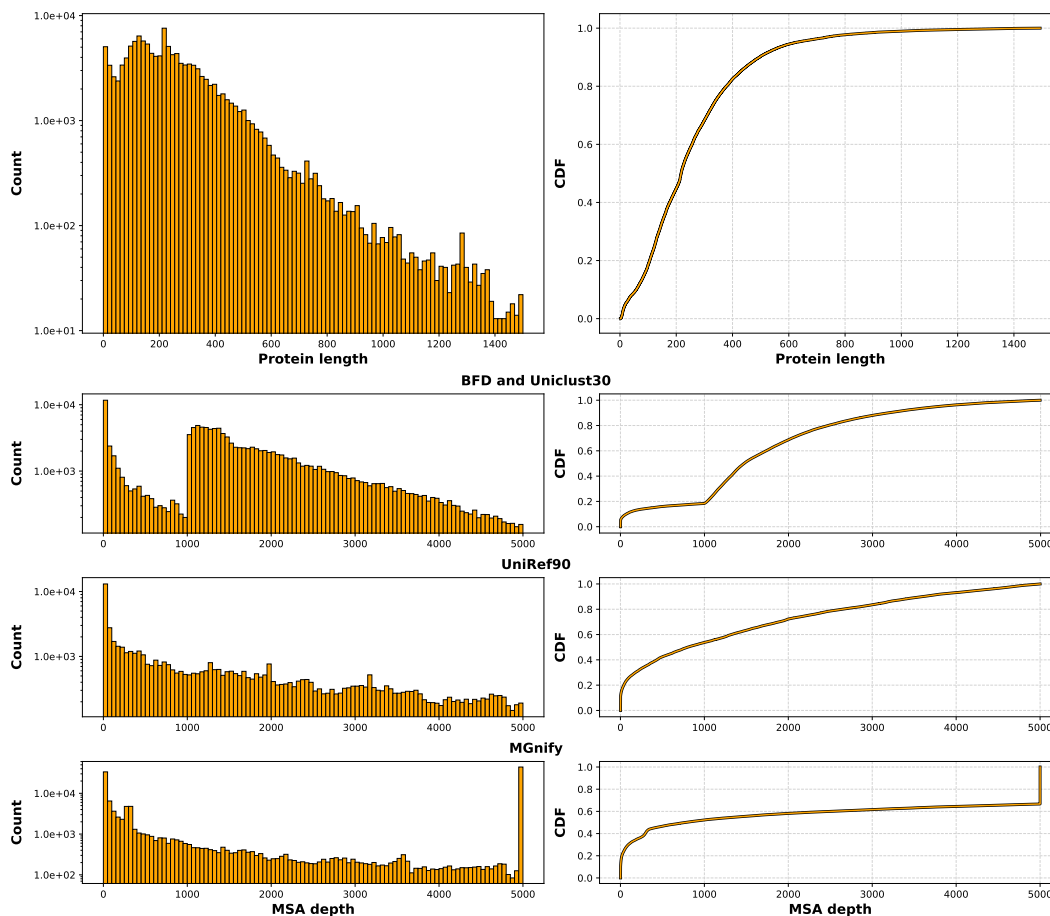 1.0e+04
1.0e+03
1.0e+02
1.0e+01
Count
0 200 400 600 800 1000 1200 1400
Protein length
1.0
0.8
0.6
0.4
0.2
0.0
CDF
0 200 400 600 800 1000 1200 1400
Protein length
BFD and Uniclust30
1.0e+04
1.0e+03
Count
0 1000 2000 3000 4000 5000
1.0
0.8
0.6
0.4
0.2
0.0
CDF
0 1000 2000 3000 4000 5000
UniRef90
1.0e+04
1.0e+03
Count
0 1000 2000 3000 4000 5000
1.0
0.8
0.6
0.4
0.2
0.0
CDF
0 1000 2000 3000 4000 5000
MGnify
1.0e+04
1.0e+03
1.0e+02
Count
0 1000 2000 3000 4000 5000
MSA depth
1.0
0.8
0.6
0.4
0.2
0.0
CDF
0 1000 2000 3000 4000 5000
MSA depth